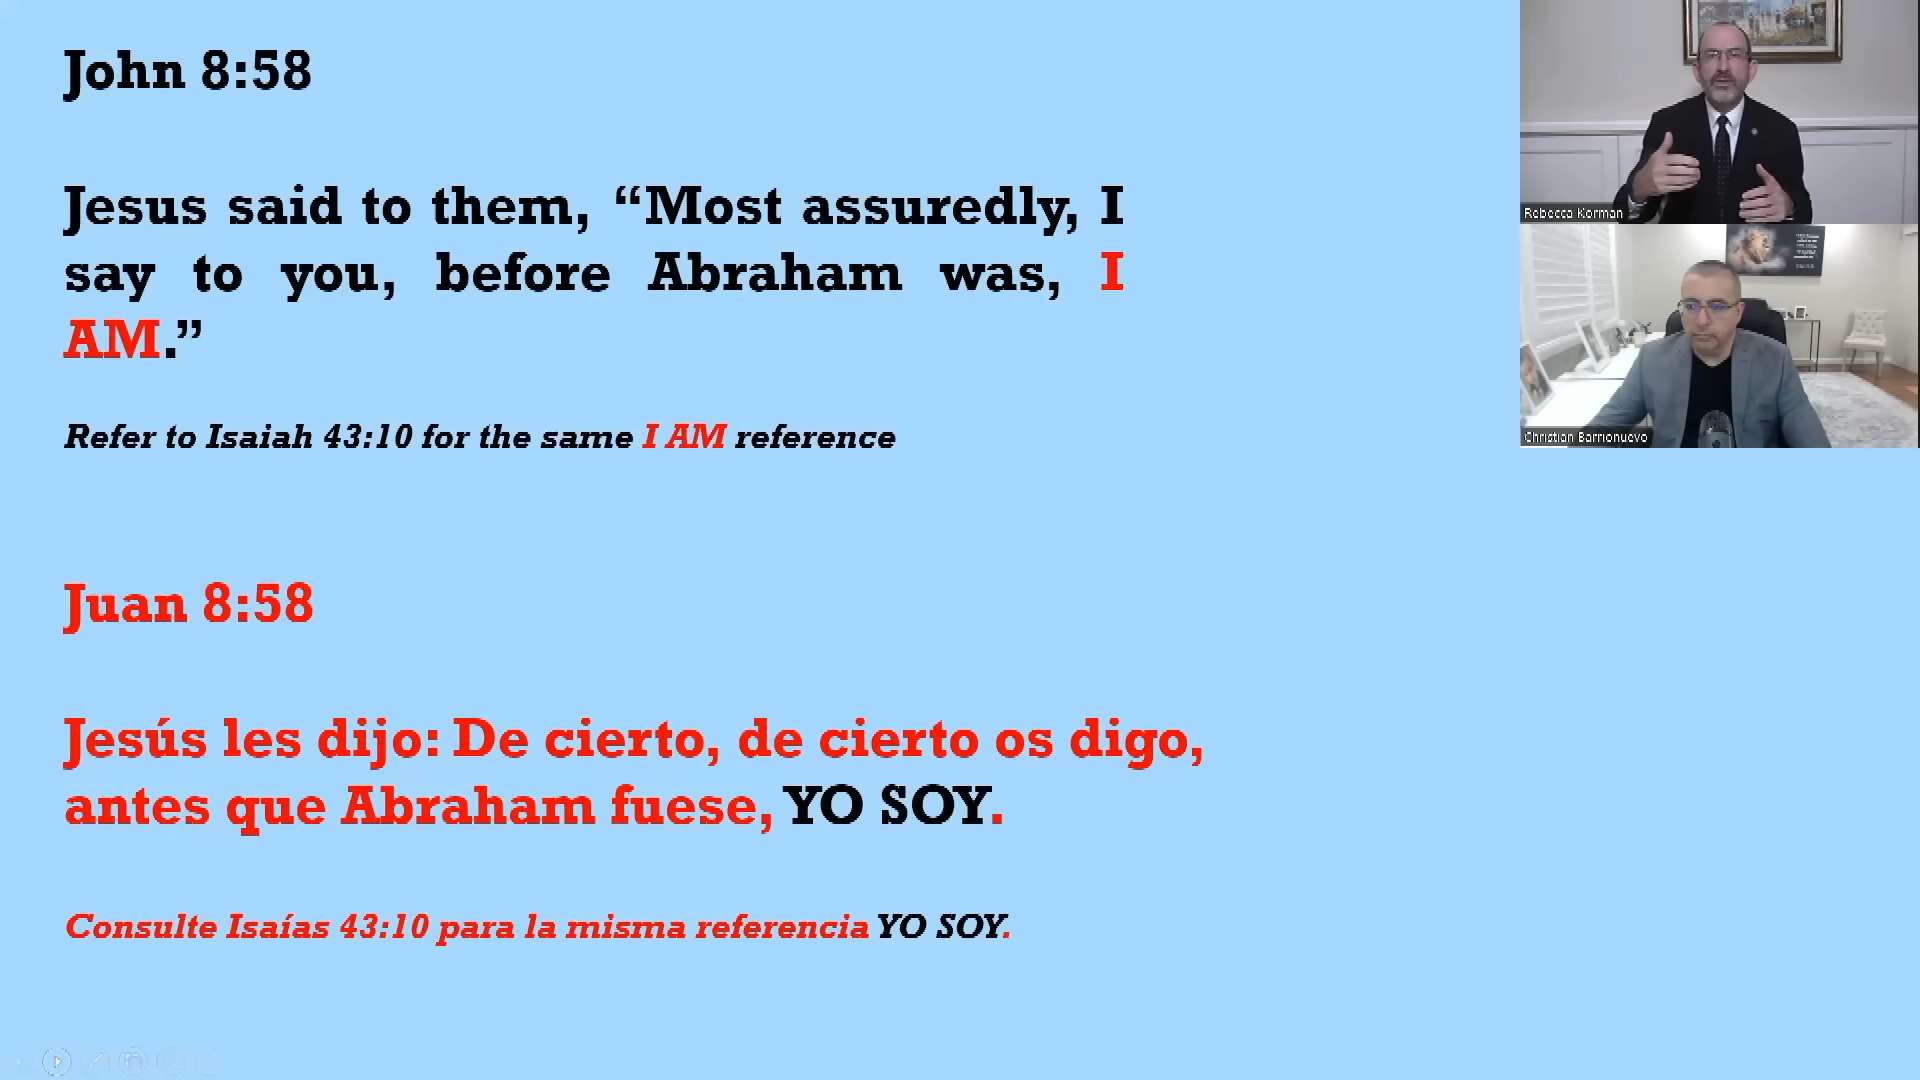 John 8:58
Jesus said to them, “Most assuredly, I
say to you, before Abraham was, I
AM.”
Refer to Isaiah 43:10 for the same I AM reference
Juan 8:58
Jesús les dijo: De cierto, de cierto os digo,
antes que Abraham fuese, YO SOY.
Consulte Isaías 43:10 para la misma referencia YO SOY.
Rebecca Korman
Christian Barrionuevo